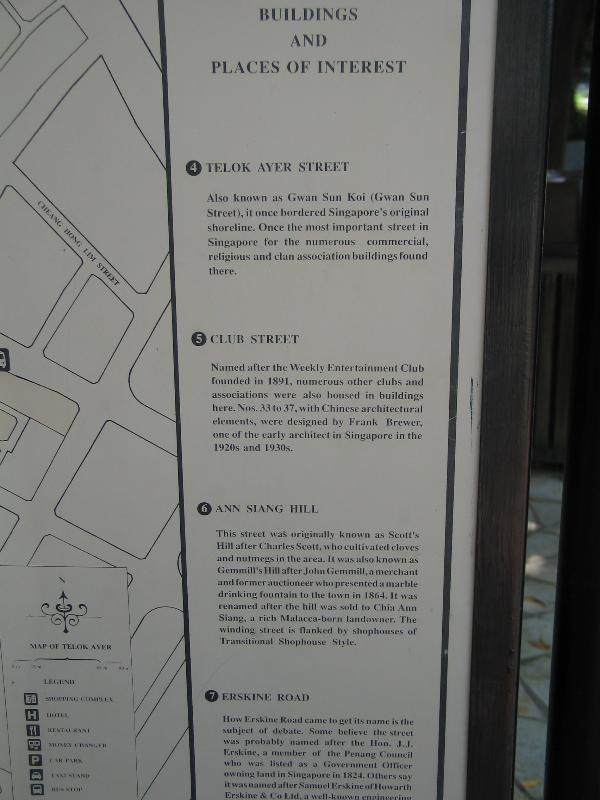 BUILDINGS
AND
PLACES OF INTEREST
4 TELOK AYER STREET
Also known as Gwan Sun Koi (Gwan Sun
Street), it once bordered Singapore's original
shoreline. Once the most important street in
Singapore for the numerous commercial,
religious and clan association buildings found
there.
5 CLUB STREET
Named after the Weekly Entertainment Club
founded in 1891, numerous other clubs and
associations were also housed in buildings
here. Nos. 33 to 37, with Chinese architectural
elements, were designed by Frank Brewer,
one of the early architect in Singapore in the
1920s and 1930s.
6 ANN SIANG HILL
This street was originally known as Scott's
Hill after Charles Scott, who cultivated cloves
and nutmegs in the area. It was also known as
Gemmill's Hill after John Gemmill, a merchant
and former auctioneer who presented a marble
drinking fountain to the town in 1864. It was
renamed after the hill was sold to Chia Ann
Siang, a rich Malacca-born landowner. The
winding street is flanked by shophouses of
Transitional Shophouse Style.
7 ERSKINE ROAD
How Erskine Road came to get its name is the
subject of debate. Some believe the street
was probably named after the Hon. J.J.
Erskine, a member of the Penang Council
who was listed as a Government Officer
owning land in Singapore in 1824. Others say
it was named after Samuel Erskine of Howarth
Erskine & Co Ltd, a well-known engineering
CHEANG HONG LIM STREET
N
MAP OF TELOK AYER
LEGEND
SHOPPING COMPLEX
H HOTEL
RESTAURANT
MONEY CHANGER
P CAR PARK
TAXI STAND
BUS STOP